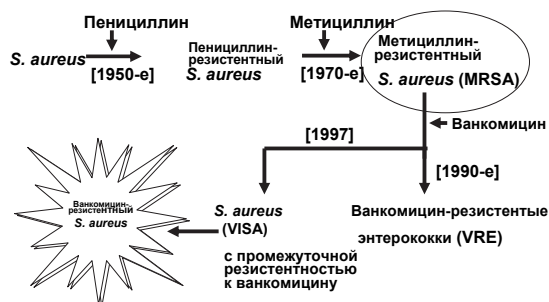 Пенициллин
S. aureus
[1950-е]
Пенициллин-
резистентный
S. aureus
Метициллин
[1970-е]
Метициллин-
резистентный
S. aureus (MRSA)
Ванкомицин
[1997]
[1990-е]
Ванкомицин-
резистентный
S. aureus
S. aureus
(VISA)
с промежуточной
резистентностью
к ванкомицину
Ванкомицин-резистентые
энтерококки (VRE)